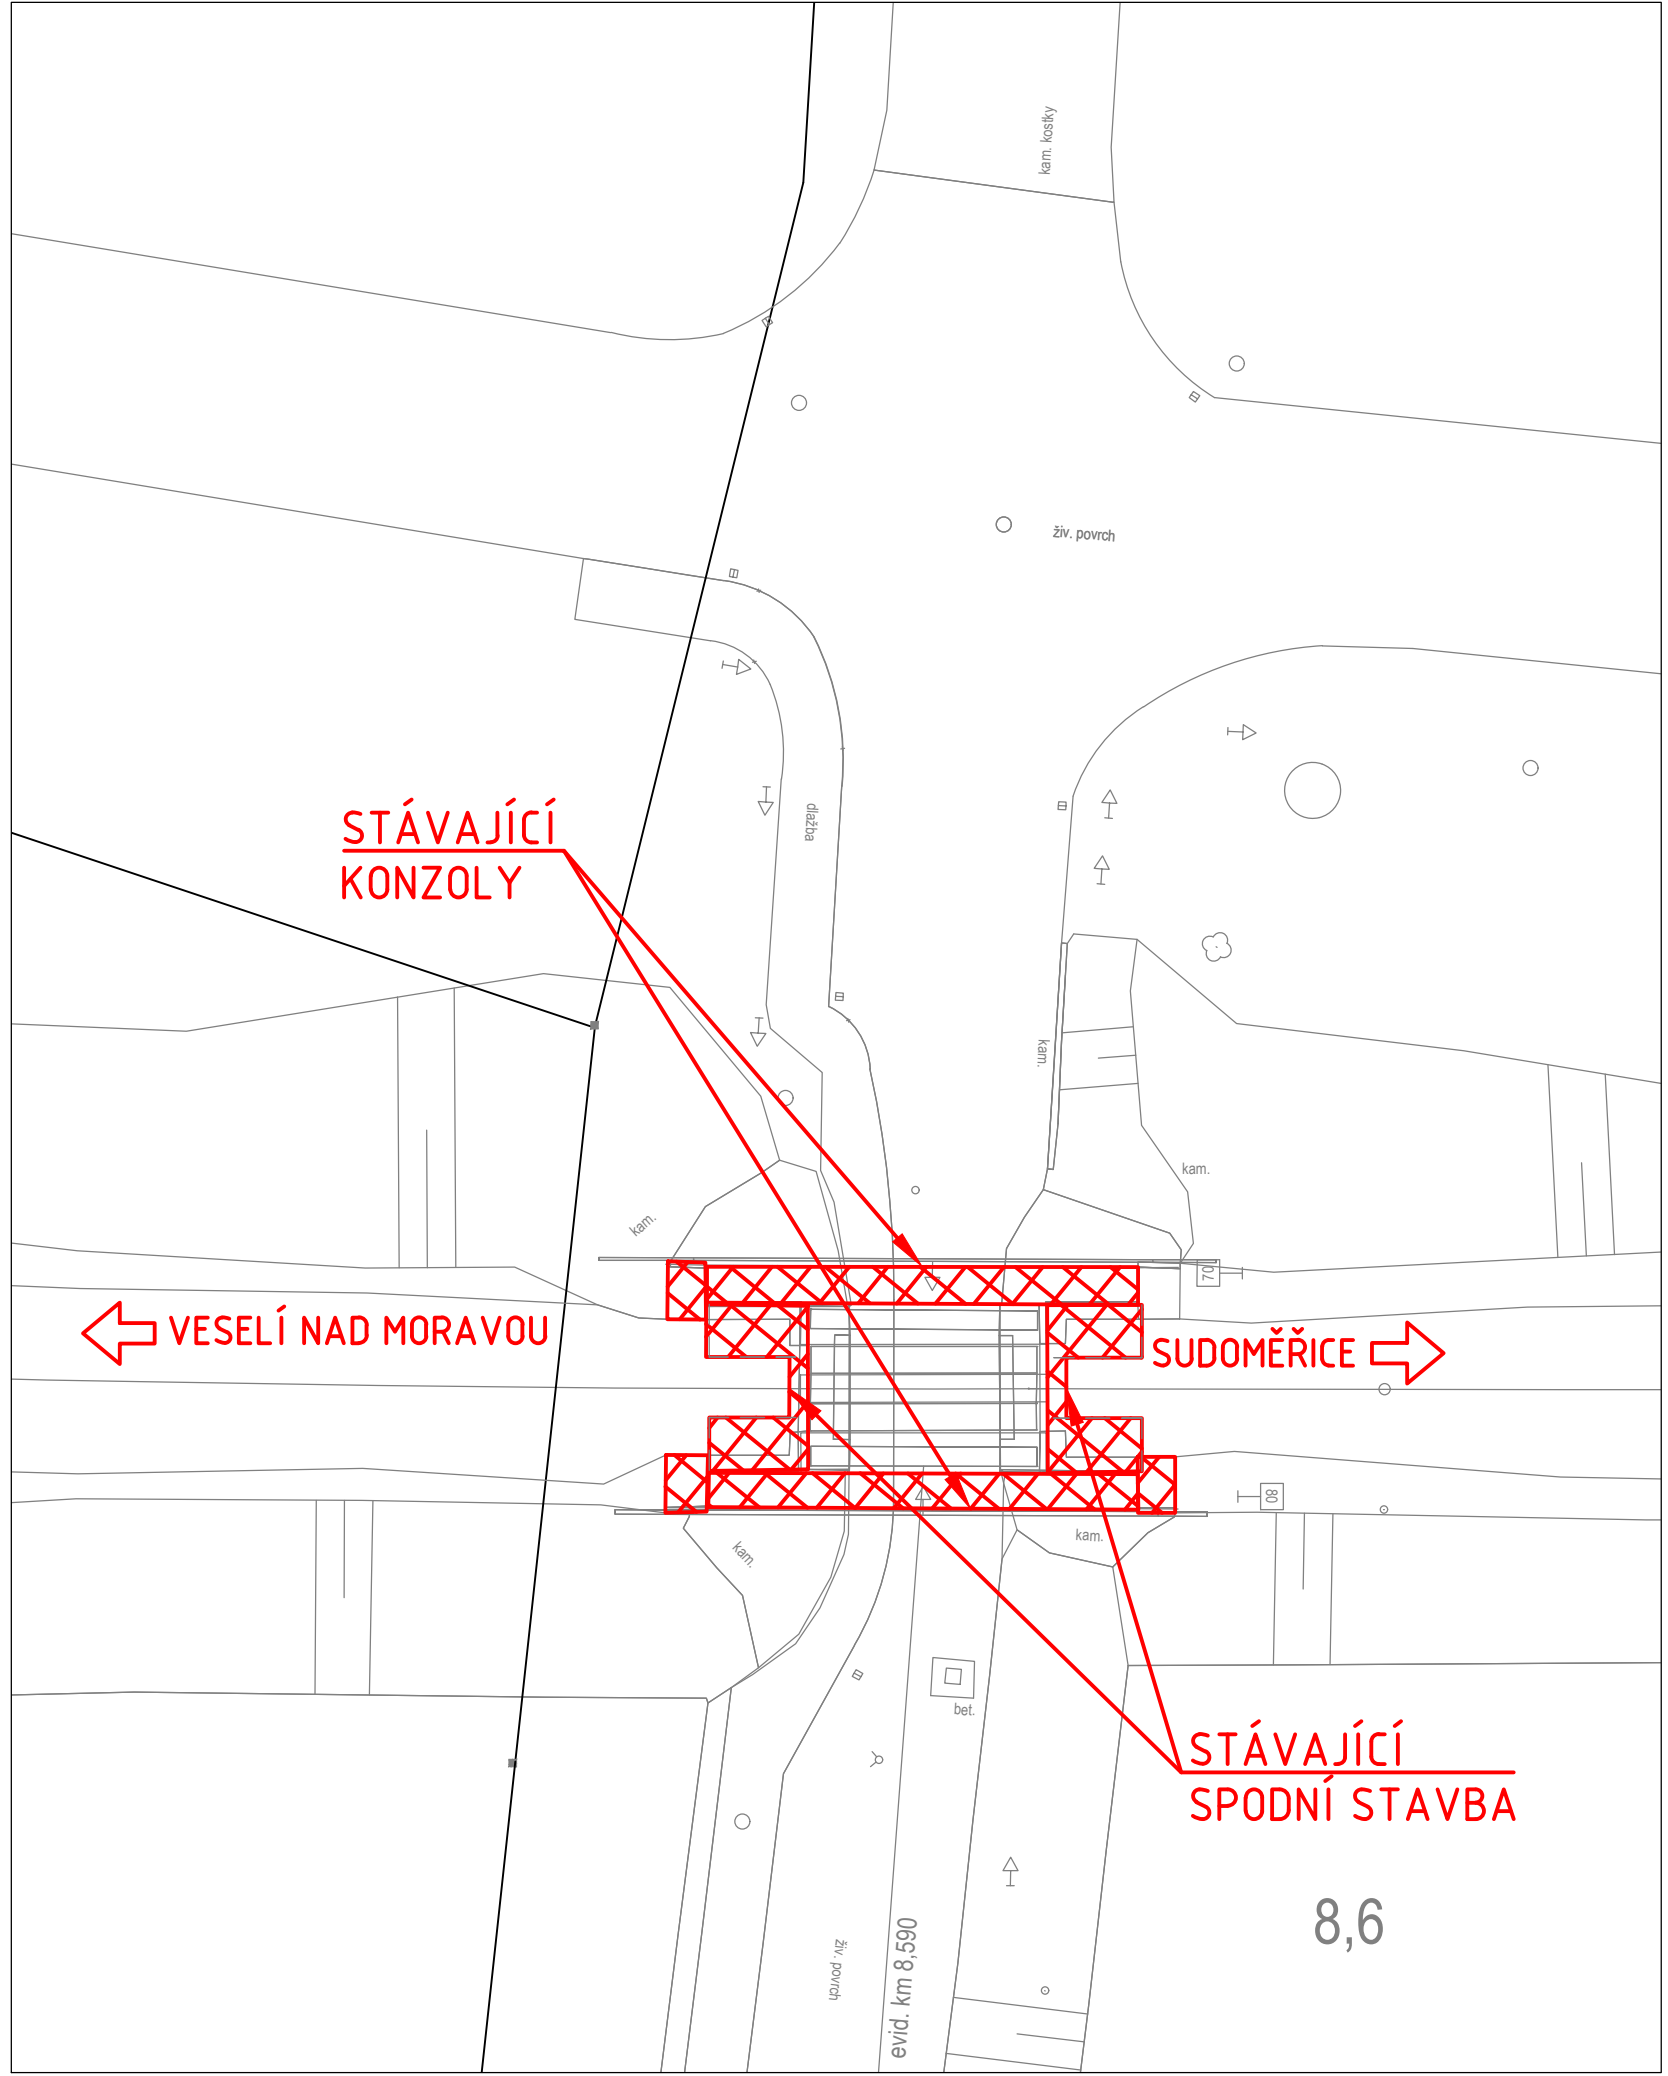 kam. kostky
živ. povrch
dlažba
STÁVAJÍCÍ
KONZOLY
kam.
kam.
kam.
70
VESELÍ NAD MORAVOU
SUDOMĚŘICE
80
kam.
kam.
bet.
STÁVAJÍCÍ
SPODNÍ STAVBA
8,6
živ. povrch
evid. km 8,590